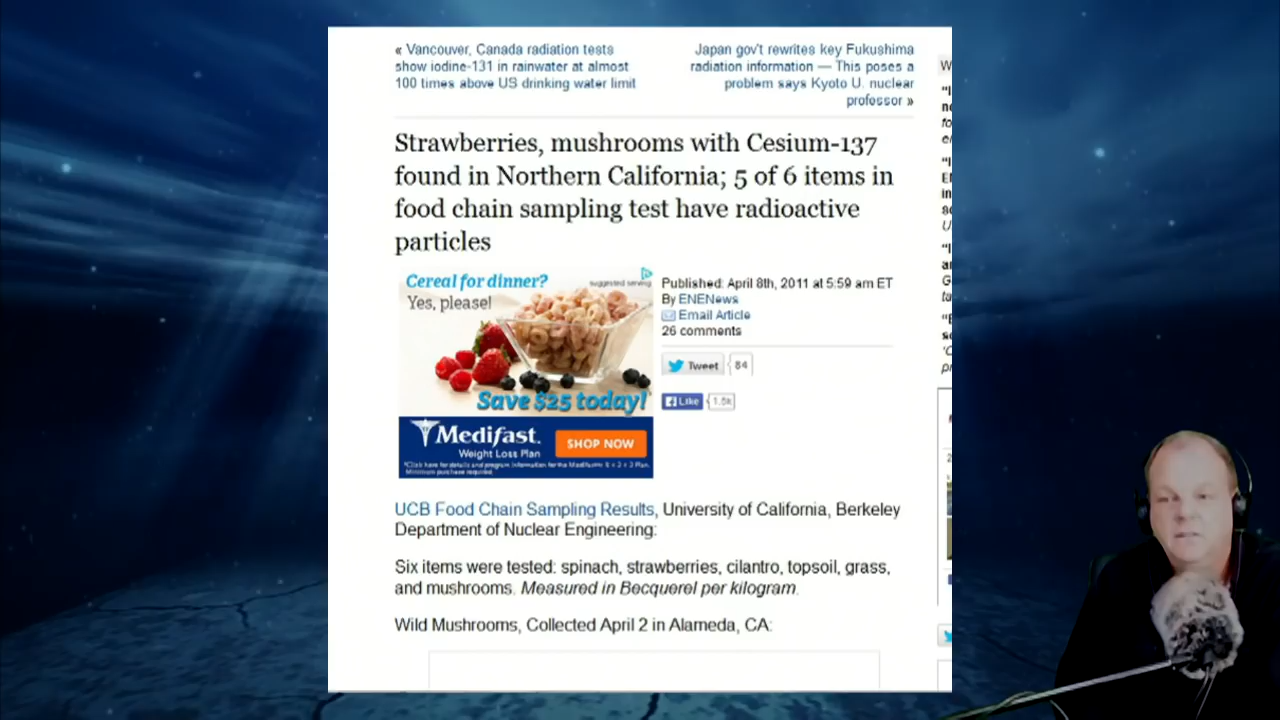 « Vancouver, Canada radiation tests
show iodine-131 in rainwater at almost
100 times above US drinking water limit
Japan gov't rewrites key Fukushima
radiation information — This poses a
problem says Kyoto U. nuclear
professor »
Strawberries, mushrooms with Cesium-137
found in Northern California; 5 of 6 items in
food chain sampling test have radioactive
particles
Cereal for dinner?
Yes, please!
suggested serving
Save $25 today!
Medifast.
Weight Loss Plan
SHOP NOW
Published: April 8th, 2011 at 5:59 am ET
By ENENews
Email Article
26 comments
Tweet 84
Like 1.5k
UCB Food Chain Sampling Results, University of California, Berkeley
Department of Nuclear Engineering:
Six items were tested: spinach, strawberries, cilantro, topsoil, grass,
and mushrooms. Measured in Becquerel per kilogram.
Wild Mushrooms, Collected April 2 in Alameda, CA: